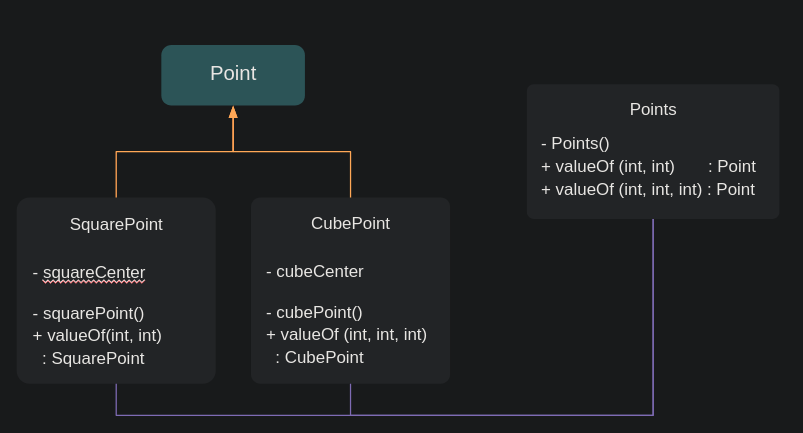 Point
Points
- Points()
+ valueOf (int, int) : Point
+ valueOf (int, int, int) : Point
SquarePoint
- squareCenter
- squarePoint()
+ valueOf(int, int)
: SquarePoint
CubePoint
- cubeCenter
- cubePoint()
+ valueOf (int, int, int)
: CubePoint